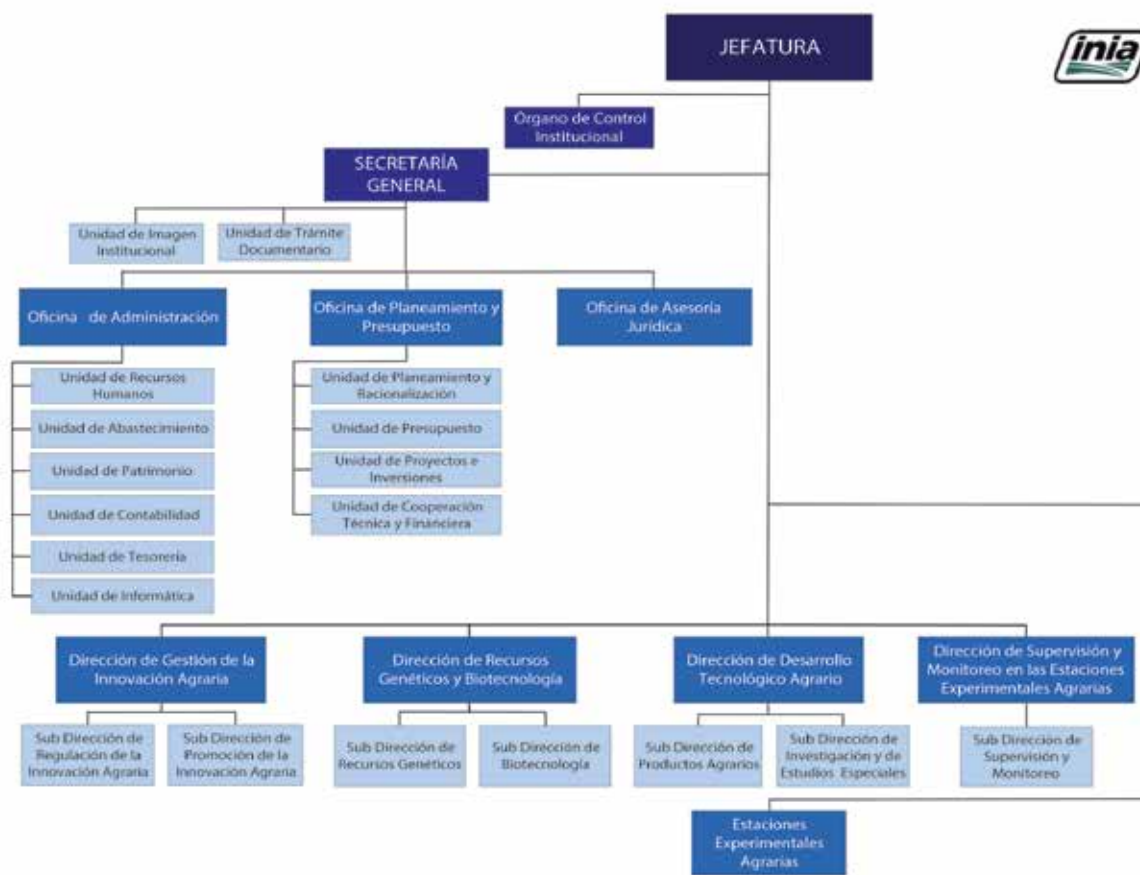 JEFATURA
inia
Órgano de Control
Institucional
SECRETARÍA
GENERAL
Unidad de Imagen
Institucional
Unidad de Trámite
Documentario
Oficina de Administración
Oficina de Planeamiento y
Presupuesto
Oficina de Asesoría
Jurídica
Unidad de Recursos
Humanos
Unidad de Abastecimiento
Unidad de Patrimonio
Unidad de Contabilidad
Unidad de Tesorería
Unidad de Informática
Unidad de Planeamiento y
Racionalización
Unidad de Presupuesto
Unidad de Proyectos e
Inversiones
Unidad de Cooperación
Técnica y Financiera
Dirección de Gestión de la
Innovación Agraria
Dirección de Recursos
Genéticos y Biotecnología
Dirección de Desarrollo
Tecnológico Agrario
Dirección de Supervisión y
Monitoreo en las Estaciones
Experimentales Agrarias
Sub Dirección de
Regulación de la
Innovación Agraria
Sub Dirección de
Promoción de la
Innovación Agraria
Sub Dirección de
Recursos Genéticos
Sub Dirección de
Biotecnología
Sub Dirección de
Productos Agrarios
Sub Dirección de
Investigación y de
Estudios Especiales
Sub Dirección de
Supervisión y
Monitoreo
Estaciones
Experimentales
Agrarias